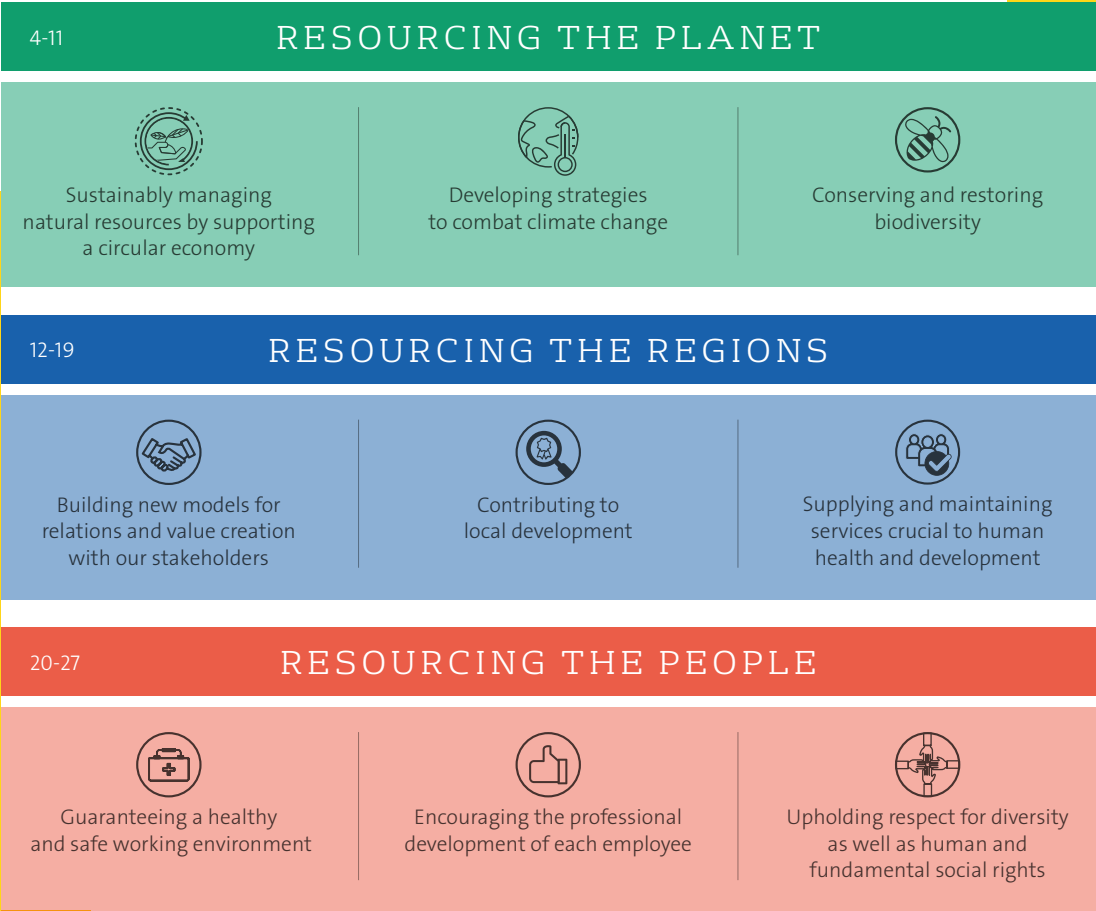 4-11
RESOURCING THE PLANET
Sustainably managing
natural resources by supporting
a circular economy
Developing strategies
to combat climate change
Conserving and restoring
biodiversity
12-19
RESOURCING THE REGIONS
Building new models for
relations and value creation
with our stakeholders
Contributing to
local development
Supplying and maintaining
services crucial to human
health and development
20-27
RESOURCING THE PEOPLE
Guaranteeing a healthy
and safe working environment
Encouraging the professional
development of each employee
Upholding respect for diversity
as well as human and
fundamental social rights